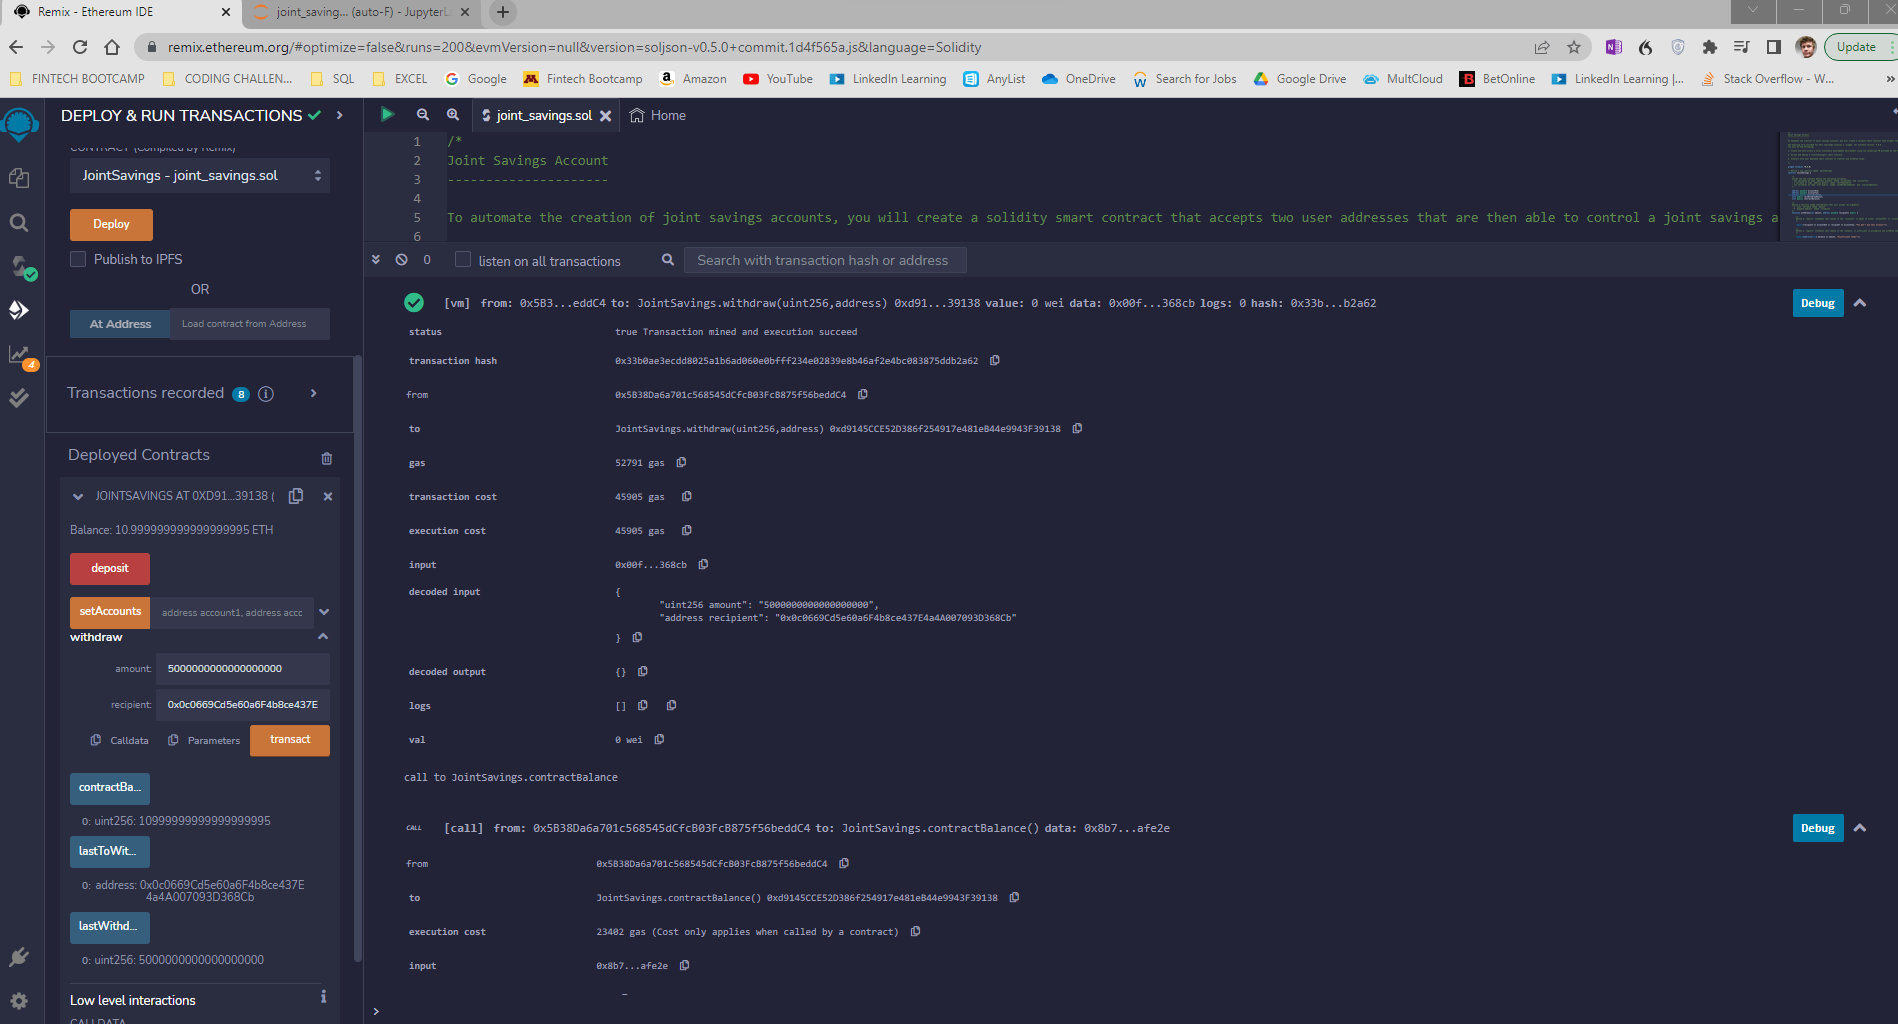 Remix - Ethereum IDE
joint_saving... (auto-F) - JupyterLa
remix.ethereum.org/#optimize=false&runs=200&evmVersion=null&version=soljson-v0.5.0+commit.1d4f565a.js&language=Solidity
Update
FINTECH BOOTCAMP
CODING CHALLEN...
SQL
EXCEL
Google
Fintech Bootcamp
Amazon
YouTube
LinkedIn Learning
AnyList
OneDrive
Search for Jobs
Google Drive
MultCloud
BetOnline
LinkedIn Learning |...
Stack Overflow - W...
DEPLOY & RUN TRANSACTIONS
CONTRACT (Compiled by Remix)
JointSavings - joint_savings.sol
Deploy
Publish to IPFS
OR
At Address
Load contract from Address
4
Transactions recorded 8 i
Deployed Contracts
JOINTSAVINGS AT 0XD91...39138 (
Balance: 10.999999999999999995 ETH
deposit
setAccounts
address account1, address acco
withdraw
amount: 5000000000000000000
recipient: 0x0c0669Cd5e60a6F4b8ce437E
Calldata
Parameters
transact
contractBa...
0: uint256: 10999999999999999995
lastToWit...
0: address: 0x0c0669Cd5e60a6F4b8ce437E
4a4A007093D368Cb
lastWithd...
0: uint256: 5000000000000000000
Low level interactions
CALLDATA
joint_savings.sol
Home
1 /*
2 Joint Savings Account
3 ---------------------
4
5 To automate the creation of joint savings accounts, you will create a solidity smart contract that accepts two user addresses that are then able to control a joint savings a
6
0
listen on all transactions
Search with transaction hash or address
[vm] from: 0x5B3...eddC4 to: JointSavings.withdraw(uint256,address) 0xd91...39138 value: 0 wei data: 0x00f...368cb logs: 0 hash: 0x33b...b2a62
Debug
status true Transaction mined and execution succeed
transaction hash 0x33b0ae3ecdd8025a1b6ad060e0bfff234e02839e8b46af2e4bc083875ddb2a62
from 0x5B38Da6a701c568545dCfcB03FcB875f56beddC4
to JointSavings.withdraw(uint256,address) 0xd9145CCE52D386f254917e481eB44e9943F39138
gas 52791 gas
transaction cost 45905 gas
execution cost 45905 gas
input 0x00f...368cb
decoded input {
"uint256 amount": "5000000000000000000",
"address recipient": "0x0c0669Cd5e60a6F4b8ce437E4a4A007093D368Cb"
}
decoded output {}
logs []
val 0 wei
call to JointSavings.contractBalance
CALL [call] from: 0x5B38Da6a701c568545dCfcB03FcB875f56beddC4 to: JointSavings.contractBalance() data: 0x8b7...afe2e
Debug
from 0x5B38Da6a701c568545dCfcB03FcB875f56beddC4
to JointSavings.contractBalance() 0xd9145CCE52D386f254917e481eB44e9943F39138
execution cost 23402 gas (Cost only applies when called by a contract)
input 0x8b7...afe2e
>